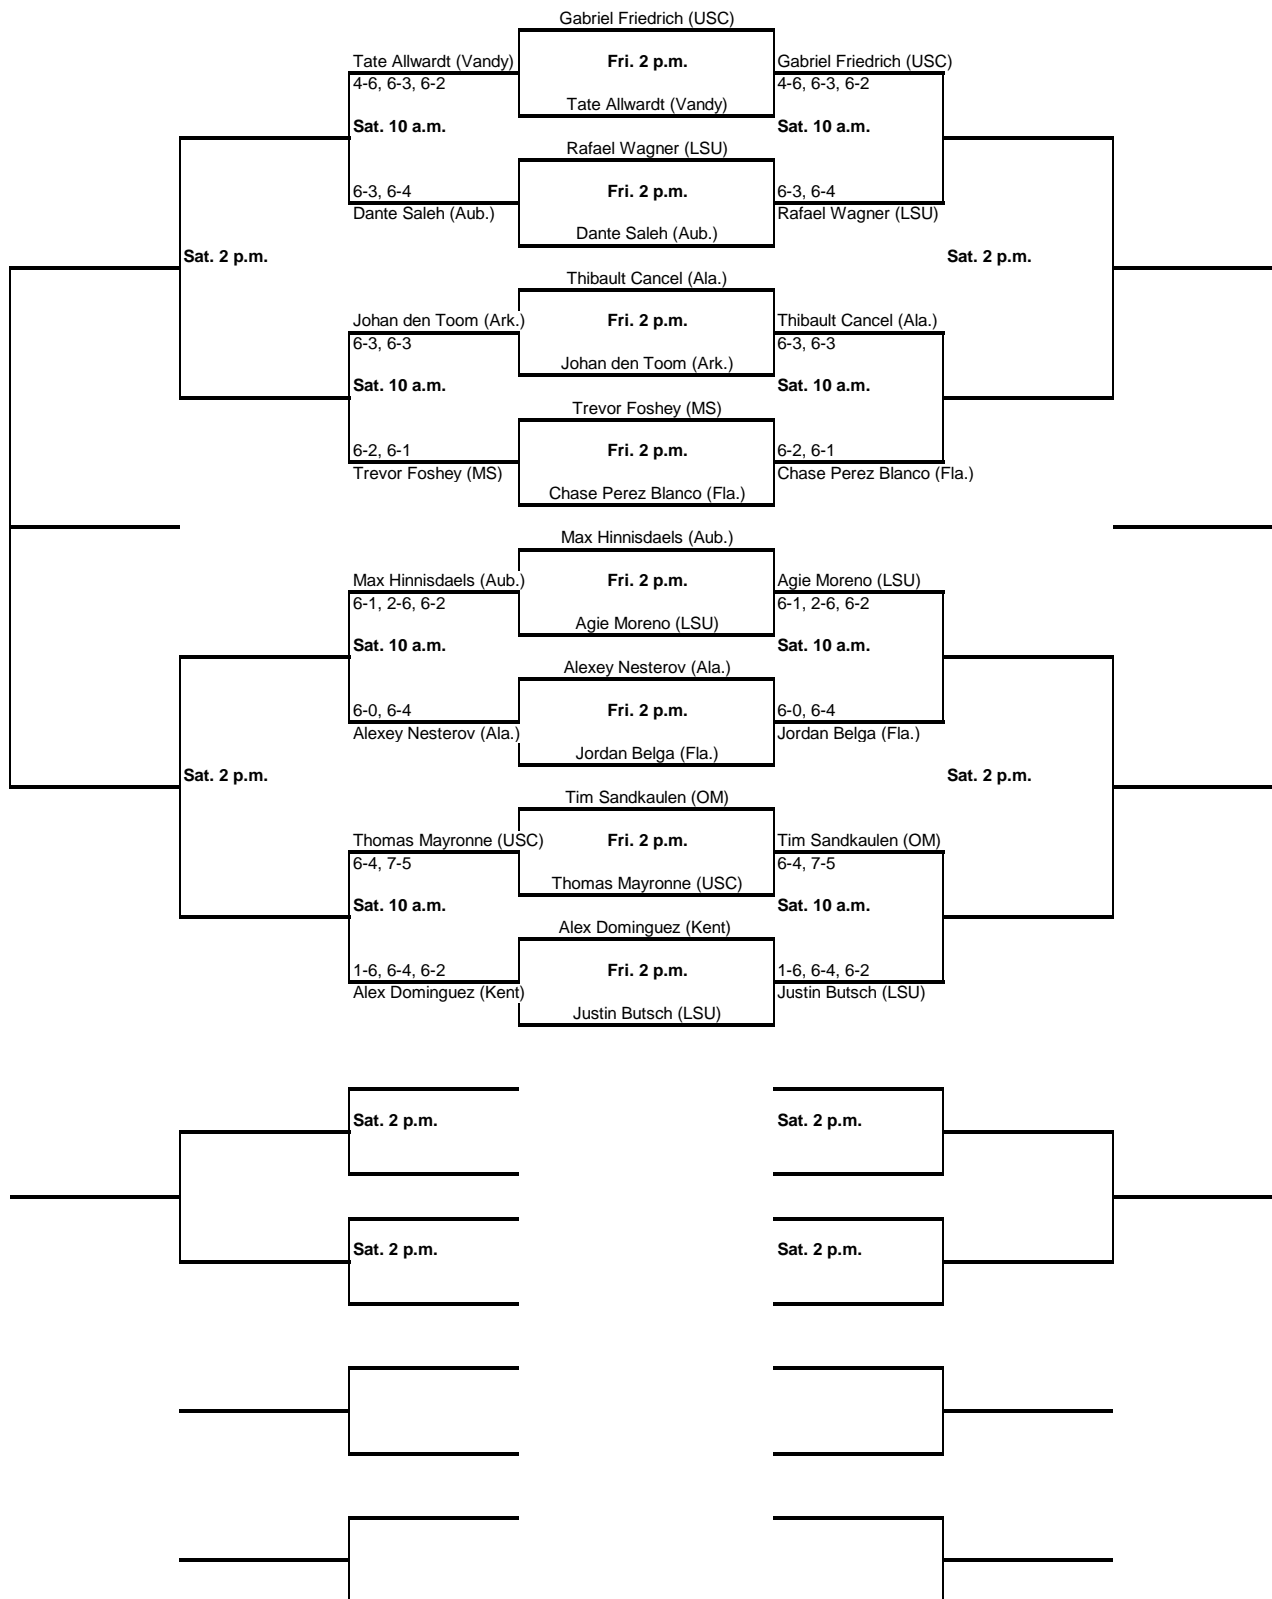 Gabriel Friedrich (USC)
Tate Allwardt (Vandy) Fri. 2 p.m. Gabriel Friedrich (USC)
4-6, 6-3, 6-2 4-6, 6-3, 6-2
Tate Allwardt (Vandy)
Sat. 10 a.m. Sat. 10 a.m.
Rafael Wagner (LSU)
6-3, 6-4 Fri. 2 p.m. 6-3, 6-4
Dante Saleh (Aub.) Rafael Wagner (LSU)
Dante Saleh (Aub.)
Sat. 2 p.m. Sat. 2 p.m.
Thibault Cancel (Ala.)
Johan den Toom (Ark.) Fri. 2 p.m. Thibault Cancel (Ala.)
6-3, 6-3 6-3, 6-3
Johan den Toom (Ark.)
Sat. 10 a.m. Sat. 10 a.m.
Trevor Foshey (MS)
6-2, 6-1 Fri. 2 p.m. 6-2, 6-1
Trevor Foshey (MS) Chase Perez Blanco (Fla.)
Chase Perez Blanco (Fla.)
Max Hinnisdaels (Aub.)
Max Hinnisdaels (Aub.) Fri. 2 p.m. Agie Moreno (LSU)
6-1, 2-6, 6-2 6-1, 2-6, 6-2
Agie Moreno (LSU)
Sat. 10 a.m. Sat. 10 a.m.
Alexey Nesterov (Ala.)
6-0, 6-4 Fri. 2 p.m. 6-0, 6-4
Alexey Nesterov (Ala.) Jordan Belga (Fla.)
Jordan Belga (Fla.)
Sat. 2 p.m. Sat. 2 p.m.
Tim Sandkaulen (OM)
Thomas Mayronne (USC) Fri. 2 p.m. Tim Sandkaulen (OM)
6-4, 7-5 6-4, 7-5
Thomas Mayronne (USC)
Sat. 10 a.m. Sat. 10 a.m.
Alex Dominguez (Kent)
1-6, 6-4, 6-2 Fri. 2 p.m. 1-6, 6-4, 6-2
Alex Dominguez (Kent) Justin Butsch (LSU)
Justin Butsch (LSU)
Sat. 2 p.m. Sat. 2 p.m.
Sat. 2 p.m. Sat. 2 p.m.